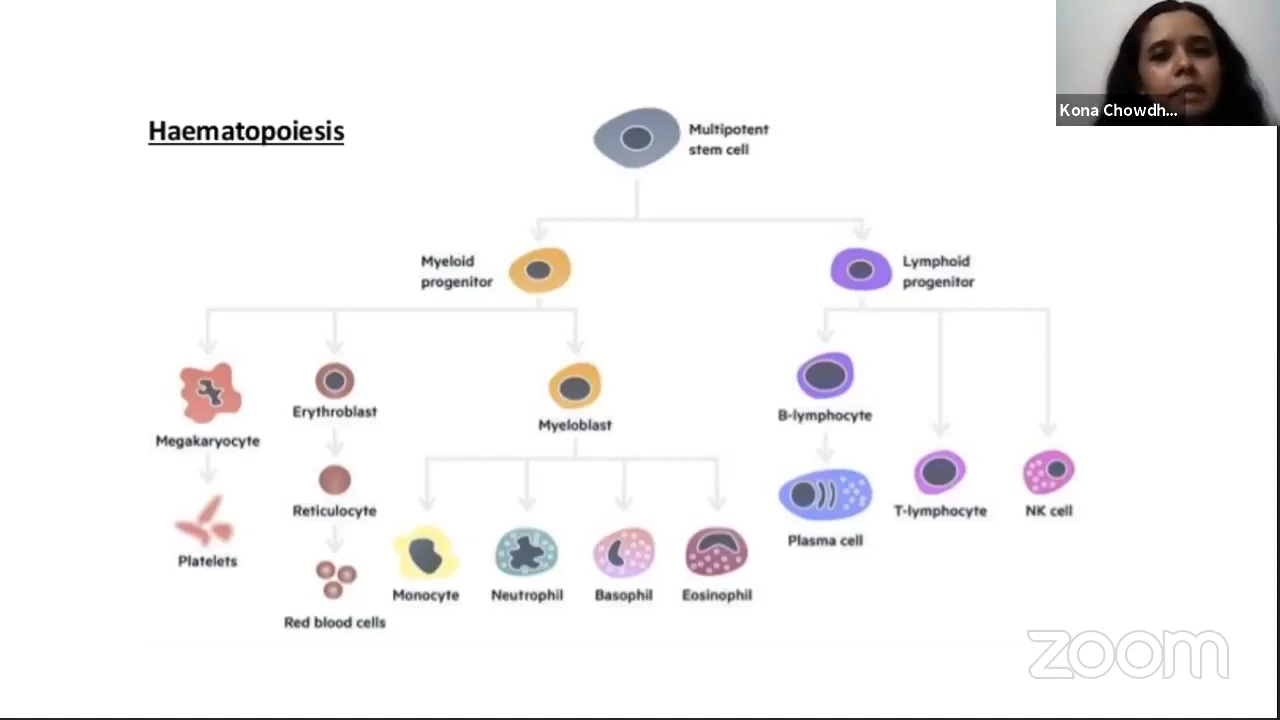 Kona Chowdh...
Haematopoiesis
Multipotent
stem cell
Myeloid
progenitor
Lymphoid
progenitor
Megakaryocyte
Erythroblast
Myeloblast
B-lymphocyte
Platelets
Reticulocyte
Red blood cells
Monocyte
Neutrophil
Basophil
Eosinophil
Plasma cell
T-lymphocyte
NK cell
zoom